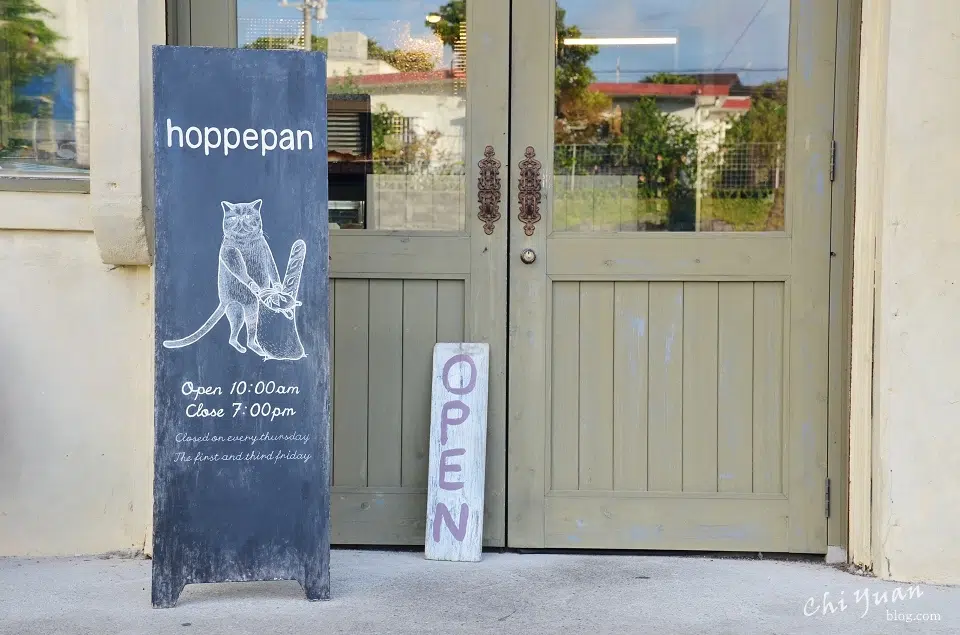 hoppepan
Open 10:00am
Close 7:00pm
Closed on every thursday
The first and third friday
OPEN
Chi Yuan
blog.com